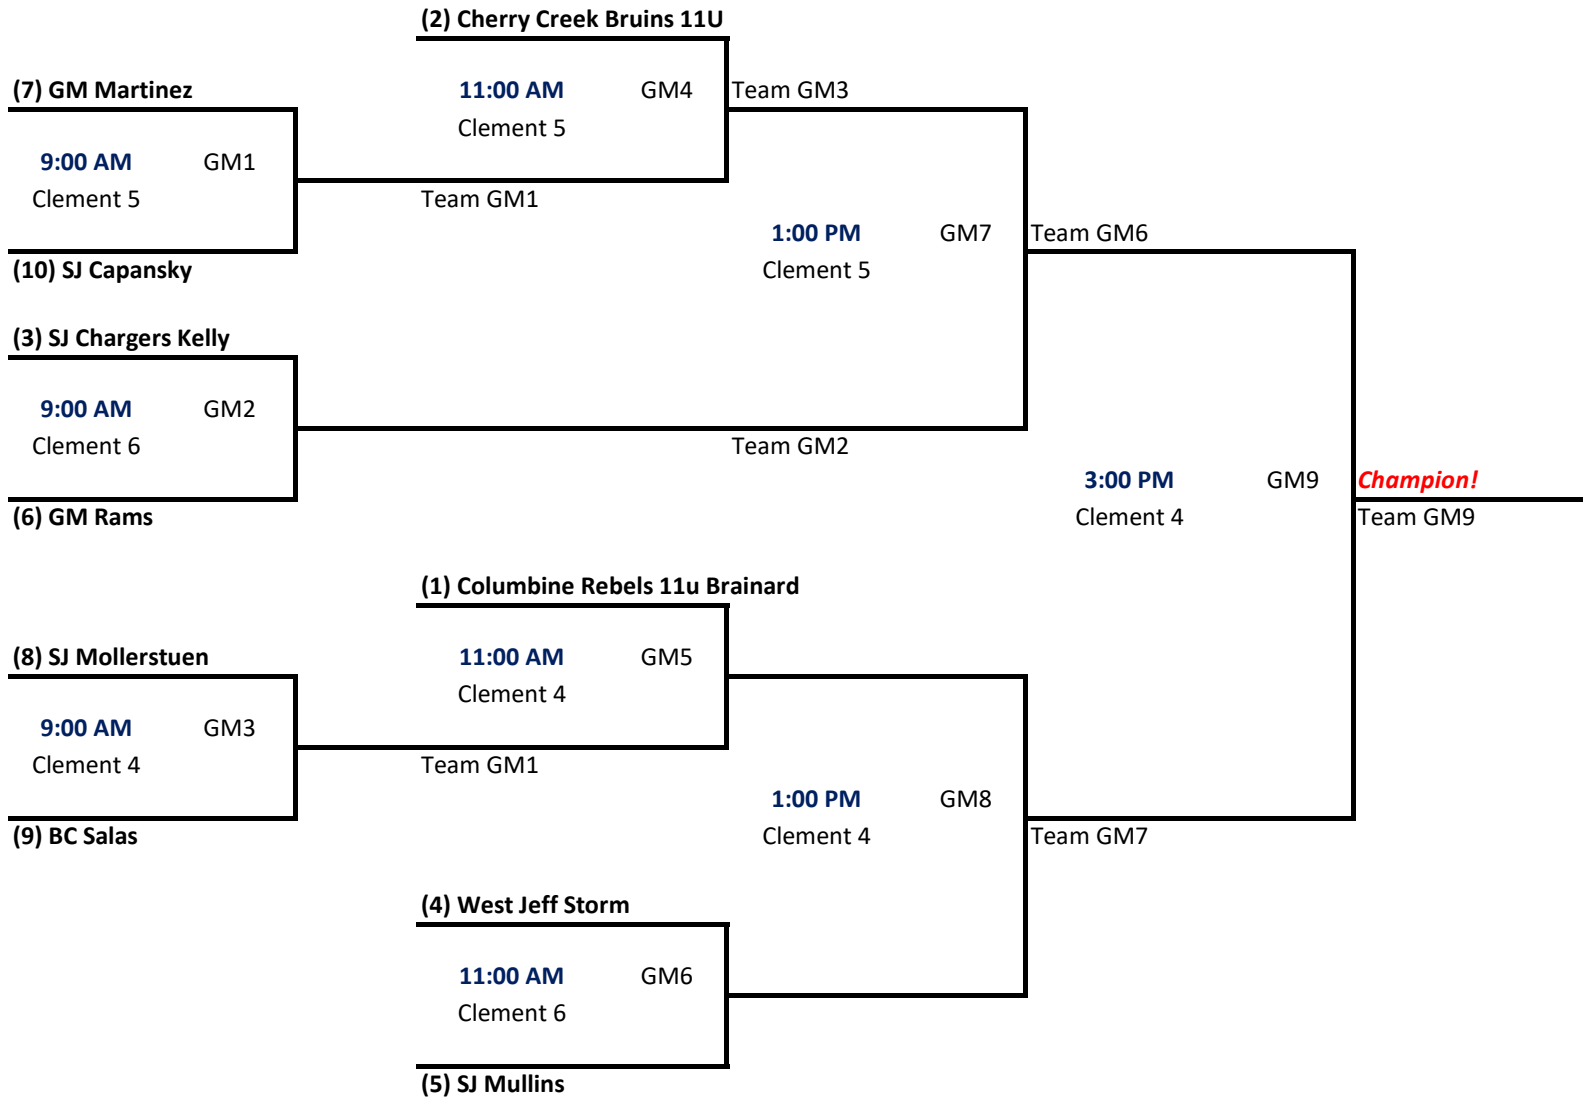 (2) Cherry Creek Bruins 11U
(7) GM Martinez
11:00 AM GM4
Team GM3
Clement 5
9:00 AM GM1
Clement 5
Team GM1
1:00 PM GM7
Team GM6
(10) SJ Capansky
Clement 5
(3) SJ Chargers Kelly
9:00 AM GM2
Clement 6
Team GM2
3:00 PM GM9
Champion!
(6) GM Rams
Clement 4
Team GM9
(1) Columbine Rebels 11u Brainard
(8) SJ Mollerstuen
11:00 AM GM5
Clement 4
9:00 AM GM3
Clement 4
Team GM1
1:00 PM GM8
(9) BC Salas
Clement 4
Team GM7
(4) West Jeff Storm
11:00 AM GM6
Clement 6
(5) SJ Mullins